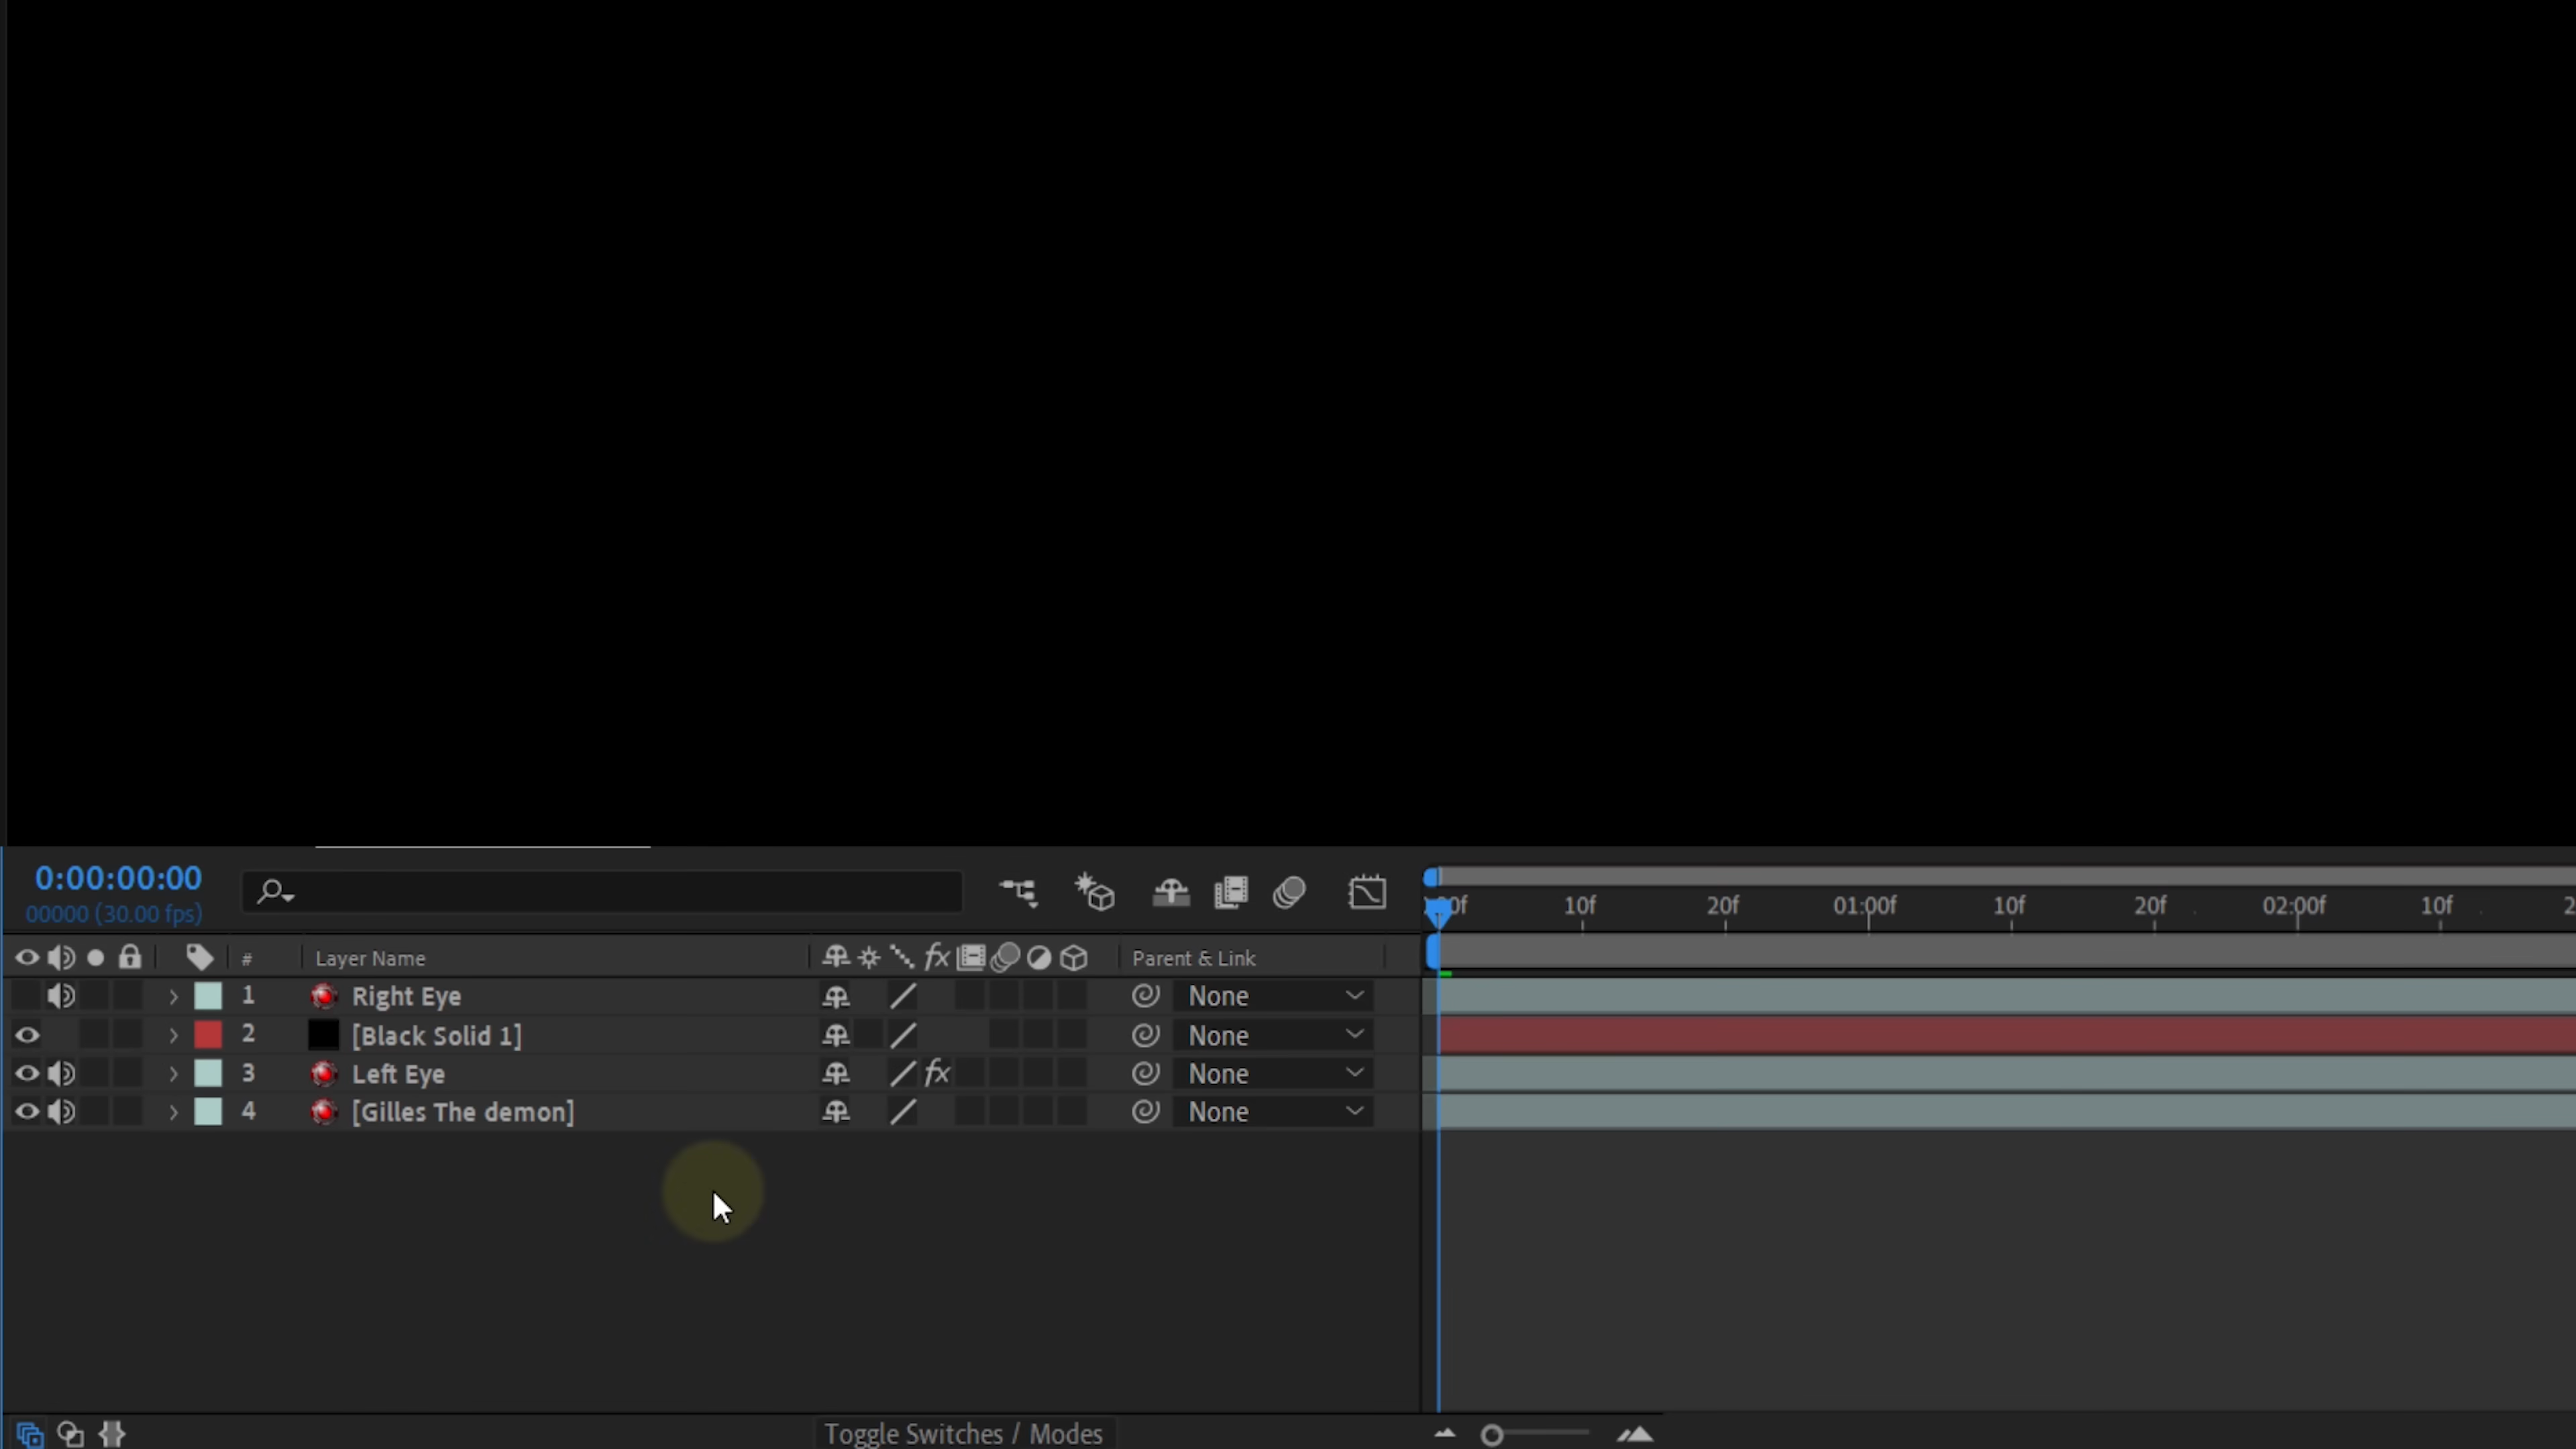 0:00:00:00
00000 (30.00 fps)
10f 20f 01:00f 10f 20f 02:00f 10f
# Layer Name fx Parent & Link
1 Right Eye None
2 [Black Solid 1] None
3 Left Eye fx None
4 [Gilles The demon] None
Toggle Switches / Modes